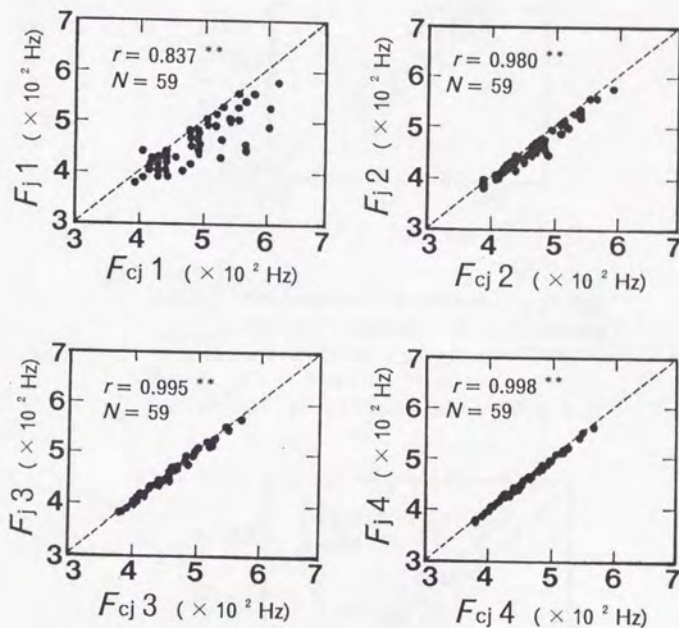 7
6
5
4
3
r = 0.837 **
N = 59
Fj 1 (× 10² Hz)
3 4 5 6 7
Fcj 1 (× 10² Hz)
7
6
5
4
3
r = 0.980 **
N = 59
Fj 2 (× 10² Hz)
3 4 5 6 7
Fcj 2 (× 10² Hz)
7
6
5
4
3
r = 0.995 **
N = 59
Fj 3 (× 10² Hz)
3 4 5 6 7
Fcj 3 (× 10² Hz)
7
6
5
4
3
r = 0.998 **
N = 59
Fj 4 (× 10² Hz)
3 4 5 6 7
Fcj 4 (× 10² Hz)